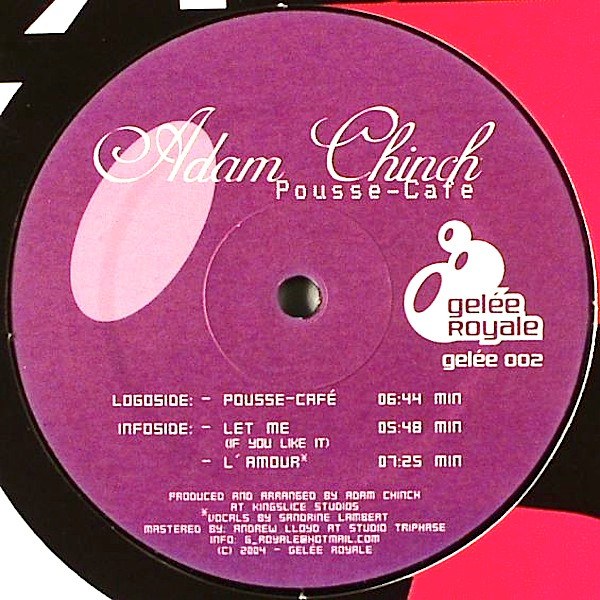 Adam Chinch
Pousse-Cafe
gelée
Royale
gelée 002
LOGOSIDE: - POUSSE-CAFÉ 06:44 MIN
INFOSIDE: - LET ME 05:48 MIN
(IF YOU LIKE IT)
- L'AMOUR* 07:25 MIN
PRODUCED AND ARRANGED BY ADAM CHINCH
AT KINGSLICE STUDIOS
*VOCALS BY SANDRINE LAMBERT
MASTERED BY: ANDREW LLOYD AT STUDIO TRIPHASE
INFO: G_ROYALE@HOTMAIL.COM
(C) 2004 - GELÉE ROYALE